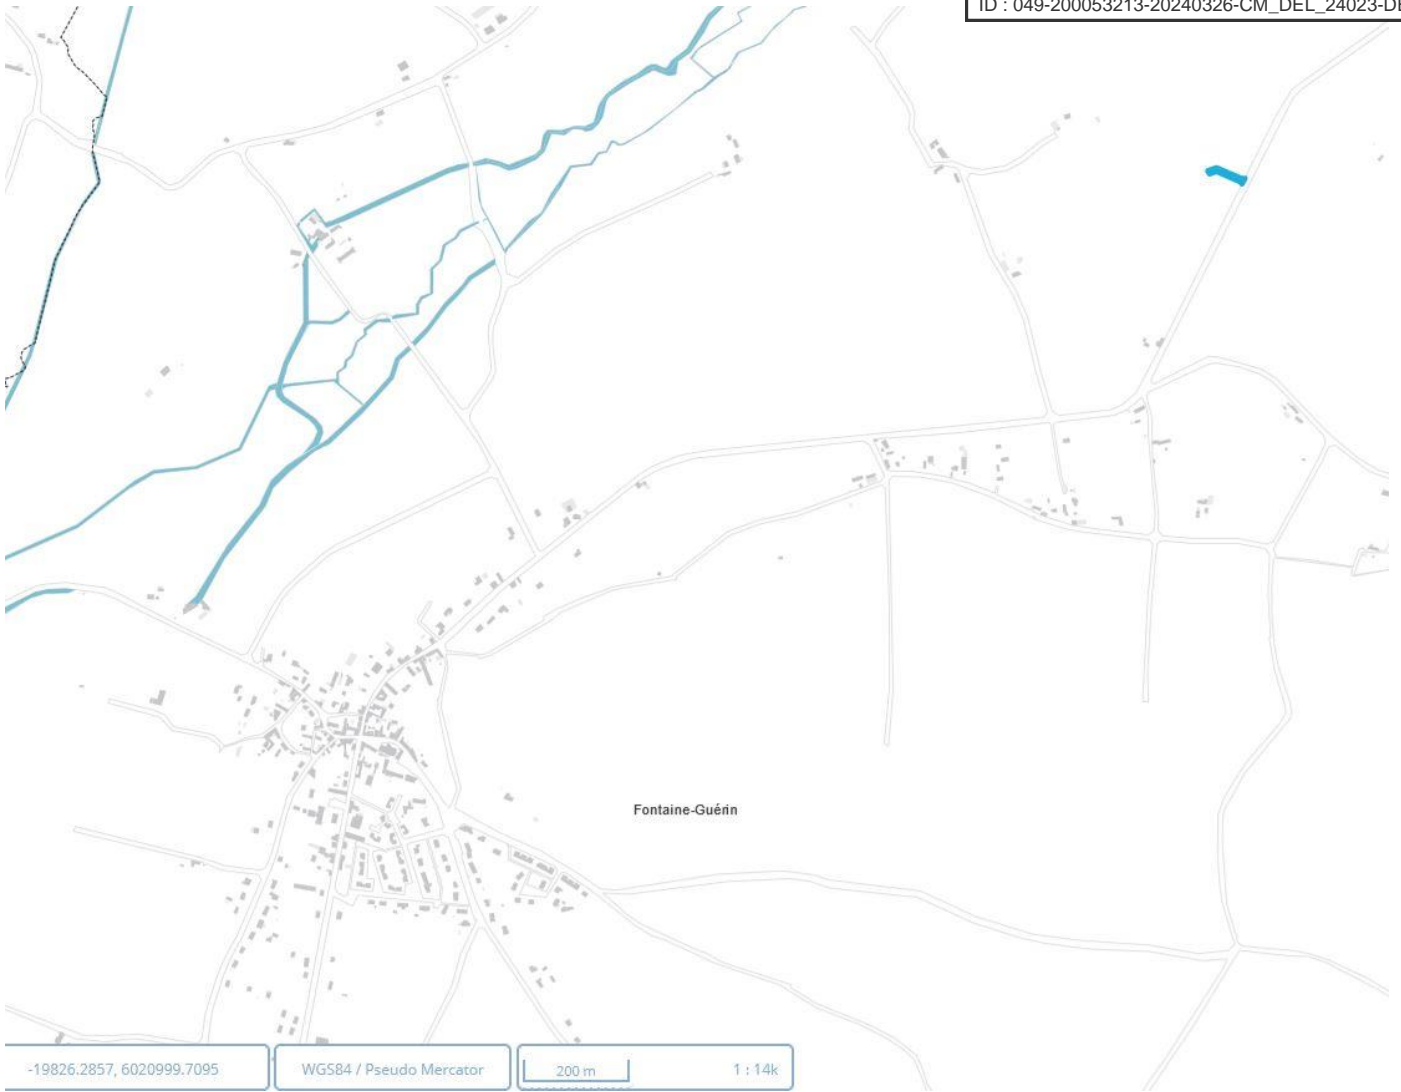 ID : 049-200053213-20240326-CM_DEL_24023-DE
Fontaine-Guérin
-19826.2857, 6020999.7095
WGS84 / Pseudo Mercator
200 m
1 : 14k